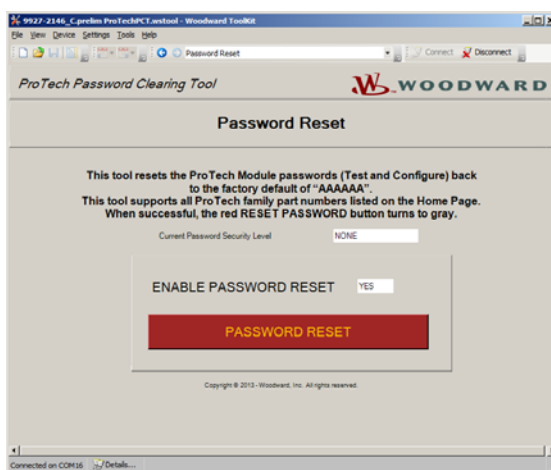 9927-2146_C.prelim ProTechPCT.wstool - Woodward ToolKit
File View Device Settings Tools Help
Password Reset
Connect Disconnect
ProTech Password Clearing Tool
WOODWARD
Password Reset
This tool resets the ProTech Module passwords (Test and Configure) back
to the factory default of “AAAAAA”.
This tool supports all ProTech family part numbers listed on the Home Page.
When successful, the red RESET PASSWORD button turns to gray.
Current Password Security Level NONE
ENABLE PASSWORD RESET YES
PASSWORD RESET
Copyright © 2013 - Woodward, Inc. All rights reserved.
Connected on COM16 Details...